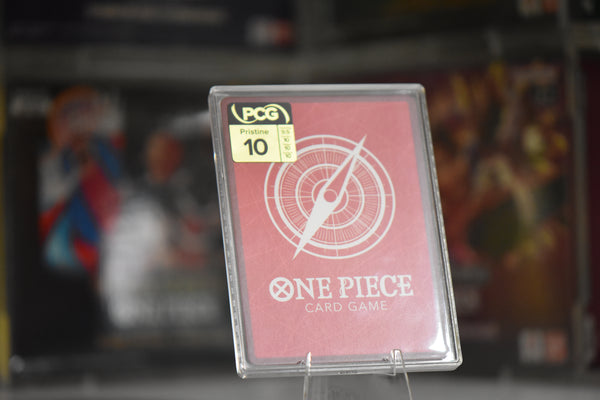 PCG
Pristine
10
ONE PIECE
CARD GAME